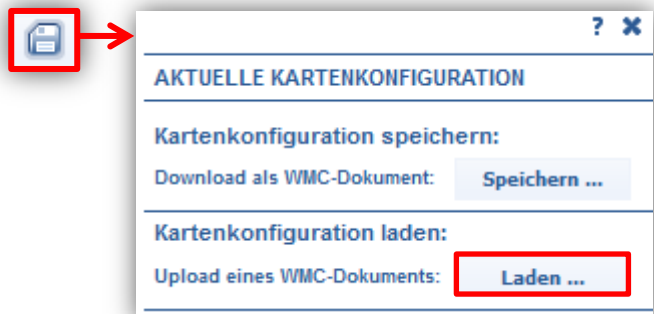 ?
AKTUELLE KARTENKONFIGURATION
Kartenkonfiguration speichern:
Download als WMC-Dokument: Speichern ...
Kartenkonfiguration laden:
Upload eines WMC-Dokuments: Laden ...